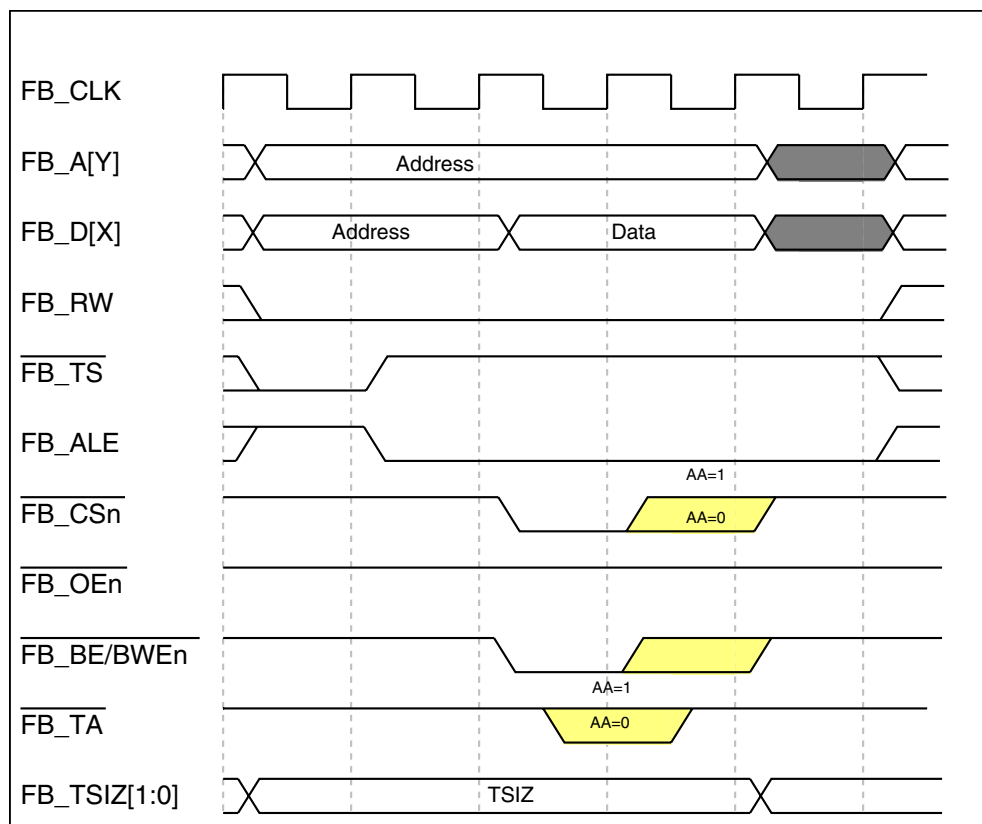 FB_CLK
FB_A[Y]
Address
FB_D[X]
Address
Data
FB_RW
FB_TS
FB_ALE
AA=1
FB_CSn
AA=0
FB_OEn
FB_BE/BWEn
AA=1
FB_TA
AA=0
FB_TSIZ[1:0]
TSIZ